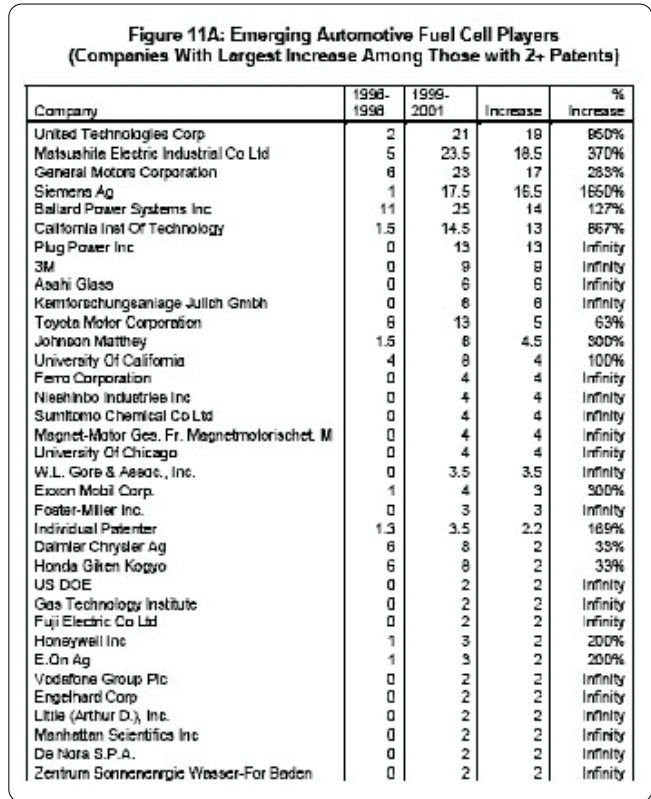 Figure 11A: Emerging Automotive Fuel Cell Players
(Companies With Largest Increase Among Those with 2+ Patents)
Company 1996-1998 1999-2001 Increase % Increase
United Technologies Corp 2 21 19 950%
Matsushita Electric Industrial Co Ltd 5 23.5 18.5 370%
General Motors Corporation 6 23 17 283%
Siemens Ag 1 17.5 16.5 1650%
Ballard Power Systems Inc 11 25 14 127%
California Inst Of Technology 1.5 14.5 13 867%
Plug Power Inc 0 13 13 Infinity
3M 0 9 9 Infinity
Asahi Glass 0 6 6 Infinity
Kernforschungsanlage Julich Gmbh 0 6 6 Infinity
Toyota Motor Corporation 8 13 5 63%
Johnson Matthey 1.5 6 4.5 300%
University Of California 4 8 4 100%
Ferro Corporation 0 4 4 Infinity
Nisshinbo Industries Inc 0 4 4 Infinity
Sumitomo Chemical Co Ltd 0 4 4 Infinity
Magnet-Motor Ges. Fr. Magnetmotorischet. M 0 4 4 Infinity
University Of Chicago 0 4 4 Infinity
W.L. Gore & Assoc., Inc. 0 3.5 3.5 Infinity
Exxon Mobil Corp. 1 4 3 300%
Foster-Miller Inc. 0 3 3 Infinity
Individual Patenter 1.3 3.5 2.2 169%
Daimler Chrysler Ag 6 8 2 33%
Honda Giken Kogyo 6 8 2 33%
US DOE 0 2 2 Infinity
Gas Technology Institute 0 2 2 Infinity
Fuji Electric Co Ltd 0 2 2 Infinity
Honeywell Inc 1 3 2 200%
E.On Ag 1 3 2 200%
Vodafone Group Plc 0 2 2 Infinity
Engelhard Corp 0 2 2 Infinity
Little (Arthur D.), Inc. 0 2 2 Infinity
Manhattan Scientifics Inc 0 2 2 Infinity
De Nora S.P.A. 0 2 2 Infinity
Zentrum Sonnenenrgie Wasser-For Baden 0 2 2 Infinity